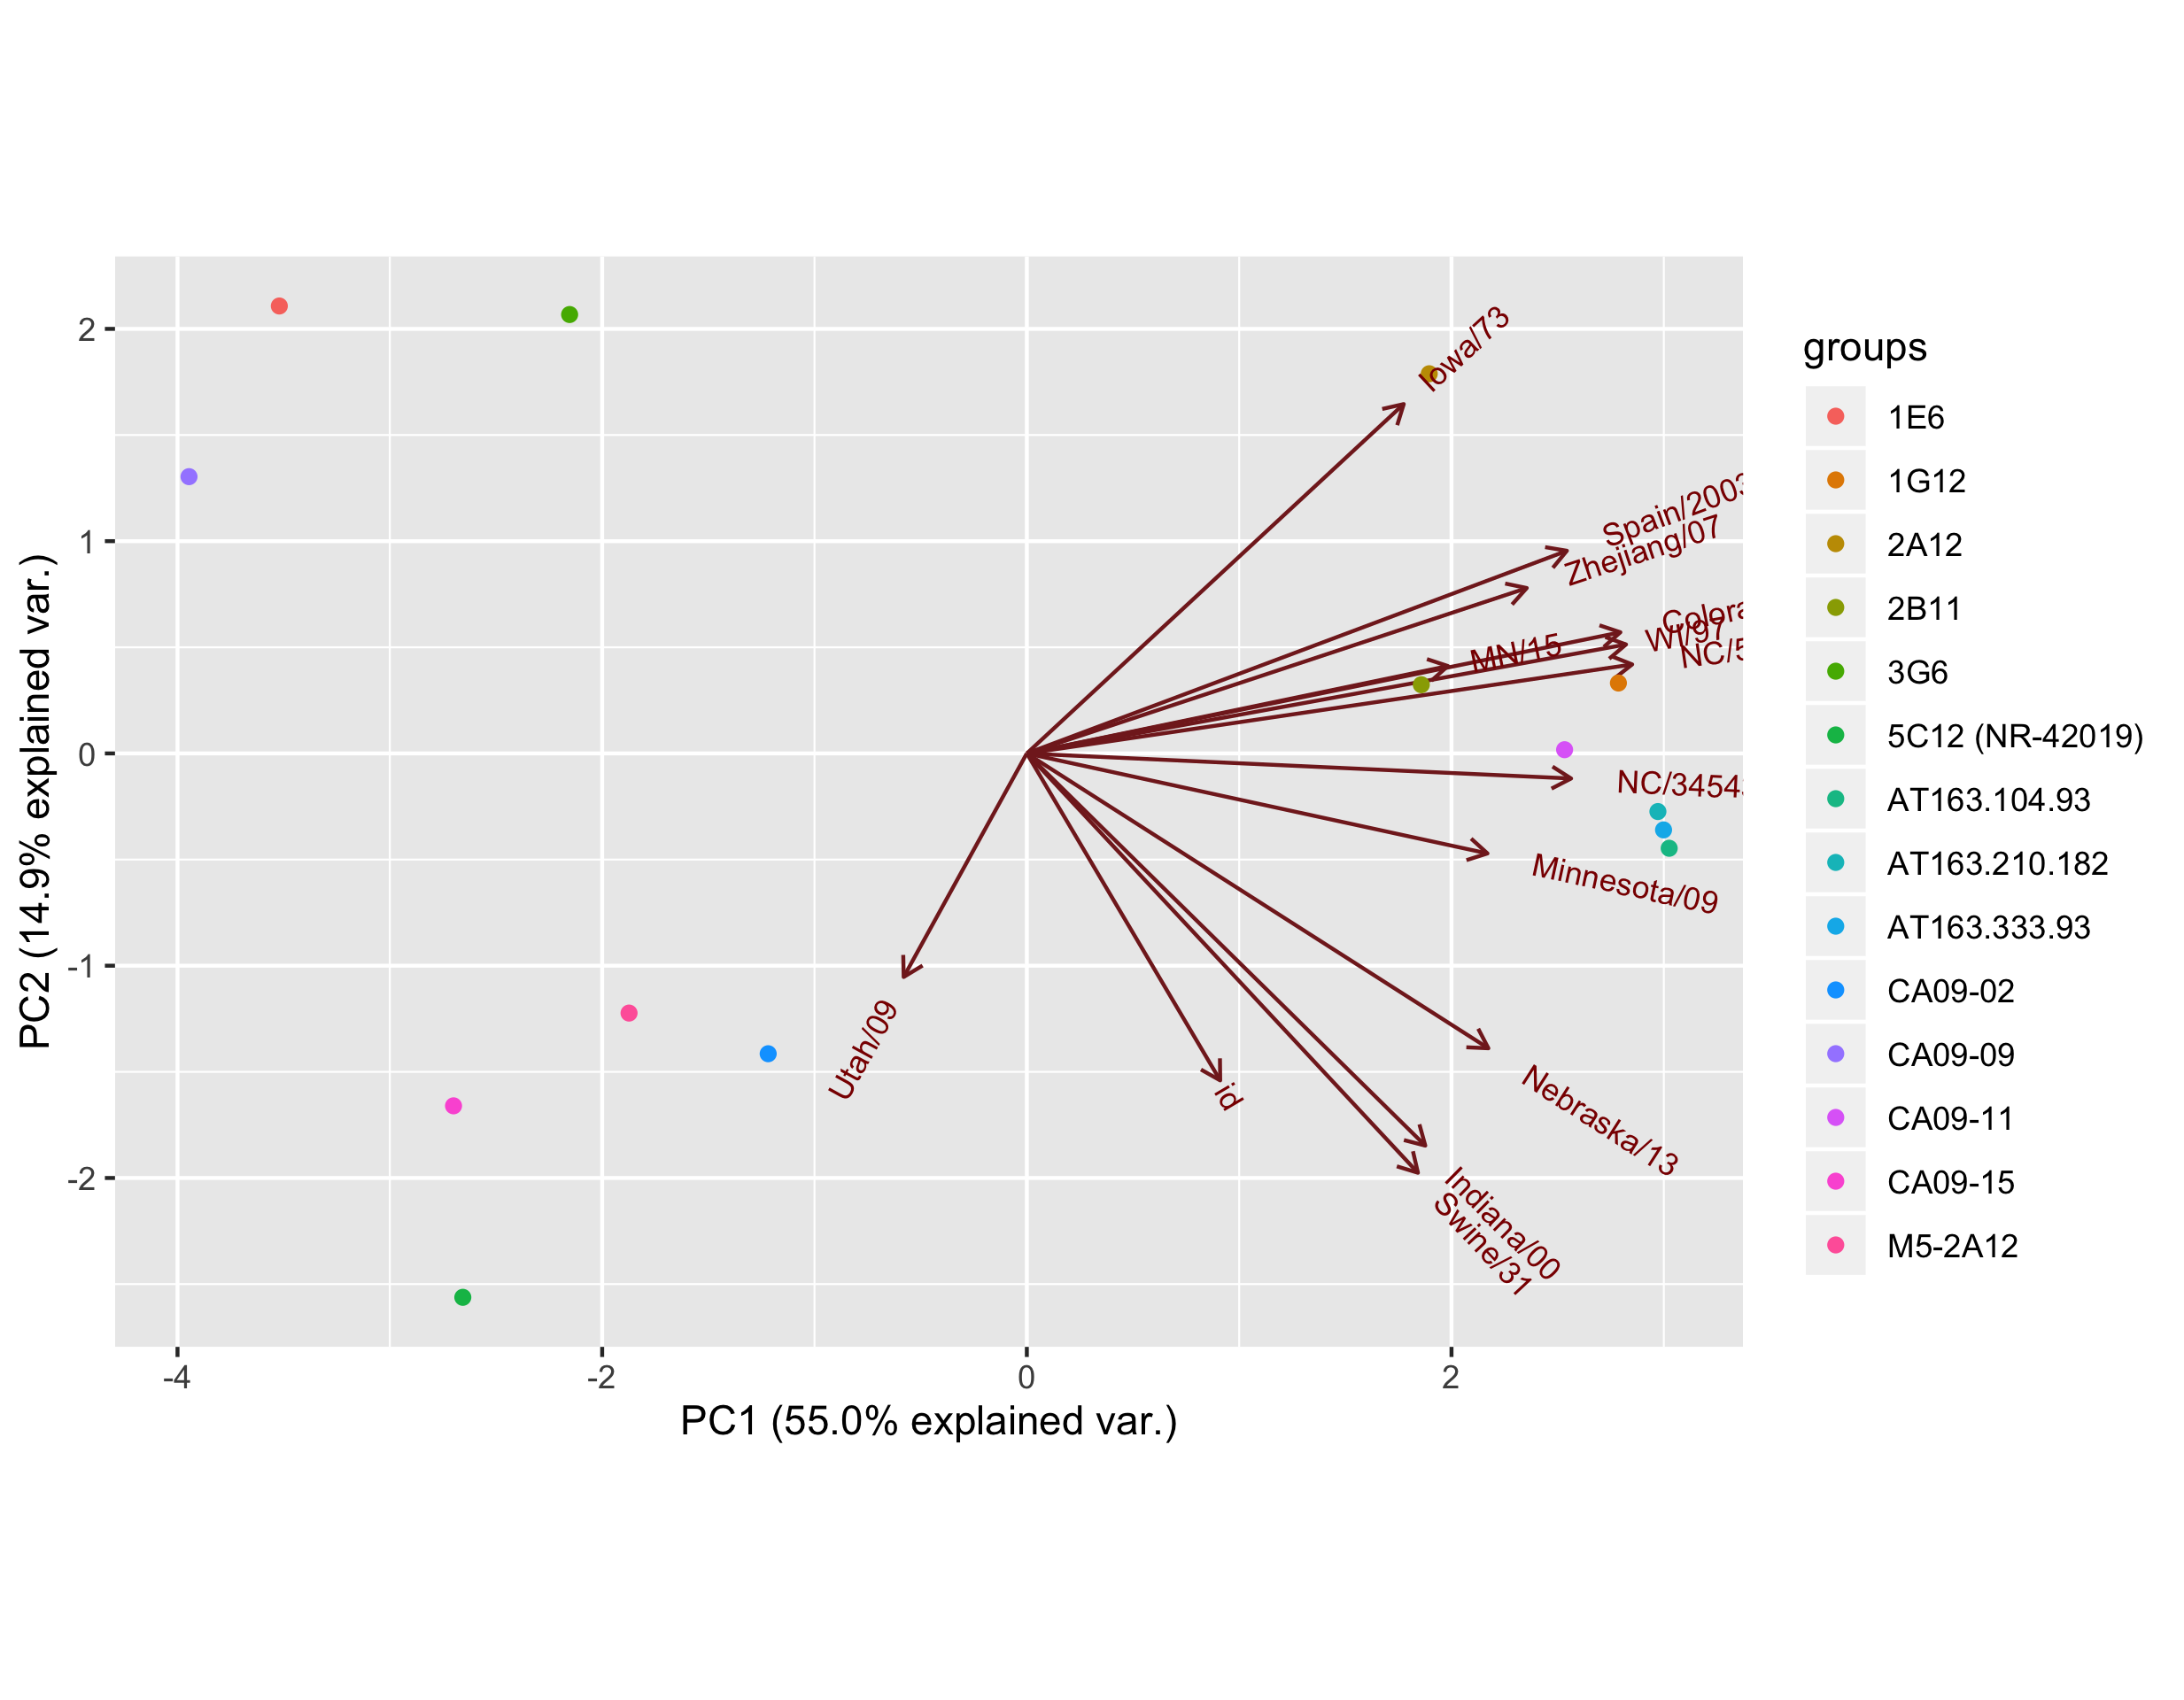 Iowa/73
Spain/2003
Zhejiang/07
Colora
WI/97
NC/5
MN/15
NC/3454
Minnesota/09
Nebraska/13
Indiana/00
Swine/31
id
Utah/09
2
1
0
-1
-2
-4
-2
0
2
PC1 (55.0% explained var.)
PC2 (14.9% explained var.)
groups
1E6
1G12
2A12
2B11
3G6
5C12 (NR-42019)
AT163.104.93
AT163.210.182
AT163.333.93
CA09-02
CA09-09
CA09-11
CA09-15
M5-2A12